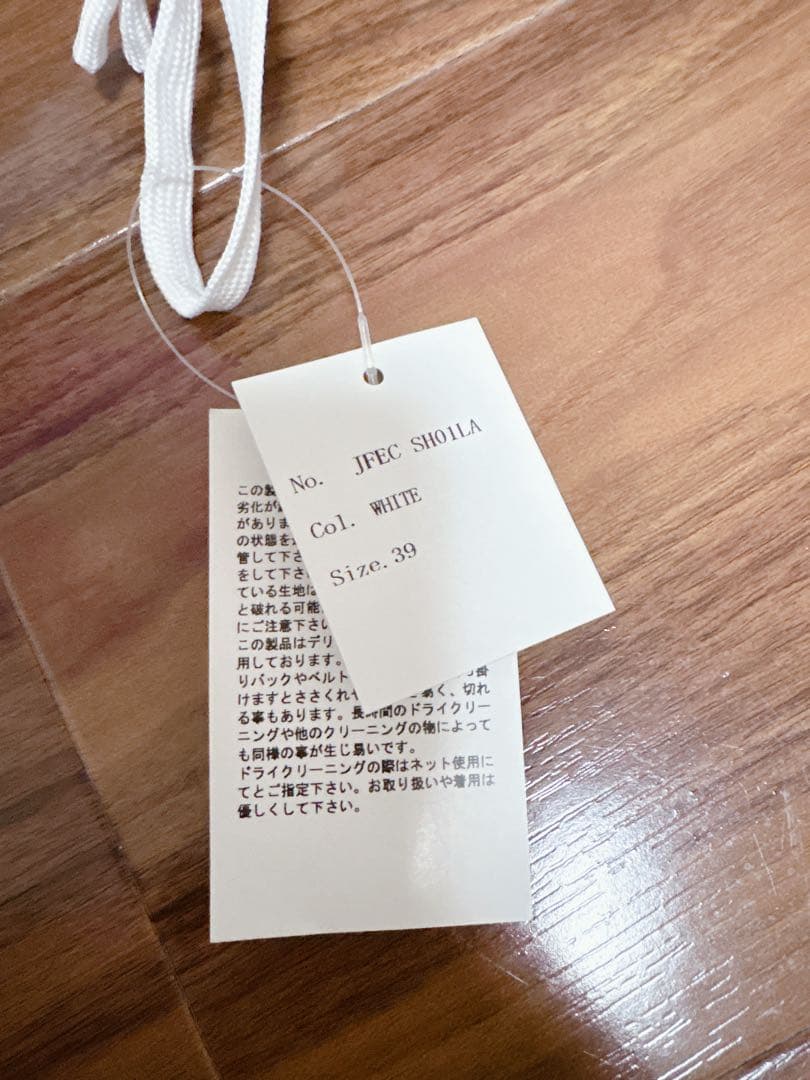 No. JFEC SH01LA
Col. WHITE
Size.39
この製
劣化が
がありま
の状態を
管して下さ
をして下さ
ている生地は
と破れる可能
にご注意下さい
この製品はデリ
用しております。
りバックやベルト 掛
けますとささくれ 易く、切れ
る事もあります。長時間のドライクリー
ニングや他のクリーニングの物によって
も同様の事が生じ易いです。
ドライクリーニングの際はネット使用に
てとご指定下さい。お取り扱いや着用は
優しくして下さい。